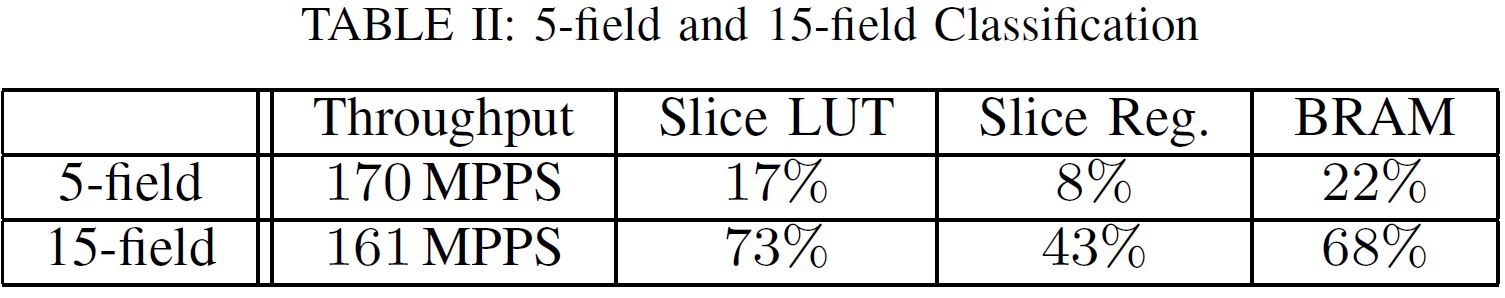 TABLE II: 5-field and 15-field Classification
Throughput Slice LUT Slice Reg. BRAM
5-field 170 MPPS 17% 8% 22%
15-field 161 MPPS 73% 43% 68%